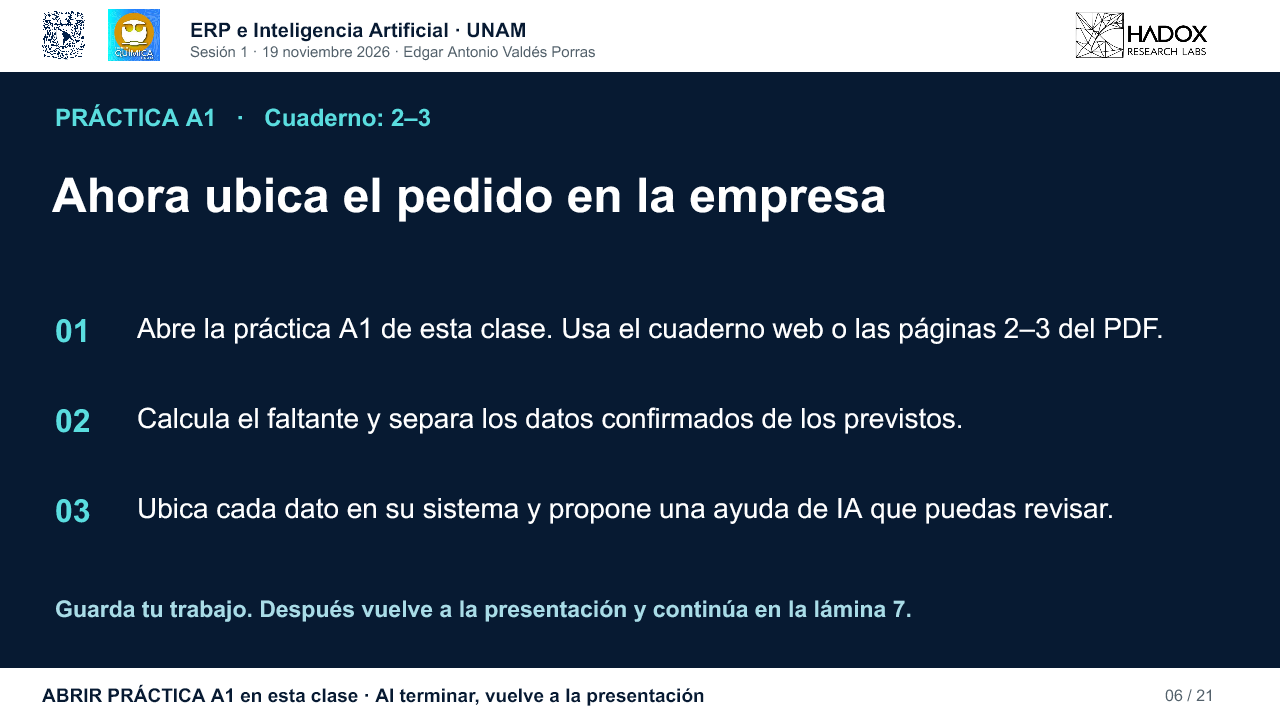 QUÍMICA
ERP e Inteligencia Artificial · UNAM
Sesión 1 · 19 noviembre 2026 · Edgar Antonio Valdés Porras
HADOX
RESEARCH LABS
PRÁCTICA A1 · Cuaderno: 2–3
Ahora ubica el pedido en la empresa
01 Abre la práctica A1 de esta clase. Usa el cuaderno web o las páginas 2–3 del PDF.
02 Calcula el faltante y separa los datos confirmados de los previstos.
03 Ubica cada dato en su sistema y propone una ayuda de IA que puedas revisar.
Guarda tu trabajo. Después vuelve a la presentación y continúa en la lámina 7.
ABRIR PRÁCTICA A1 en esta clase · Al terminar, vuelve a la presentación
06 / 21